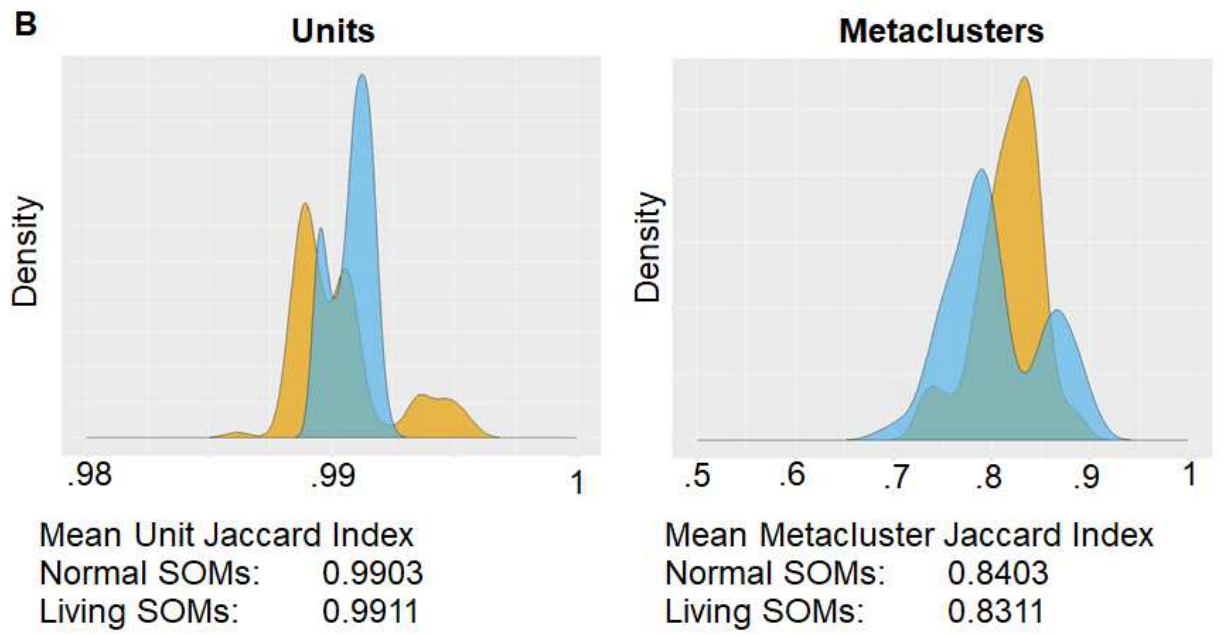 B
Units
Density
.98 .99 1
Mean Unit Jaccard Index
Normal SOMs: 0.9903
Living SOMs: 0.9911
Metaclusters
Density
.5 .6 .7 .8 .9 1
Mean Metacluster Jaccard Index
Normal SOMs: 0.8403
Living SOMs: 0.8311